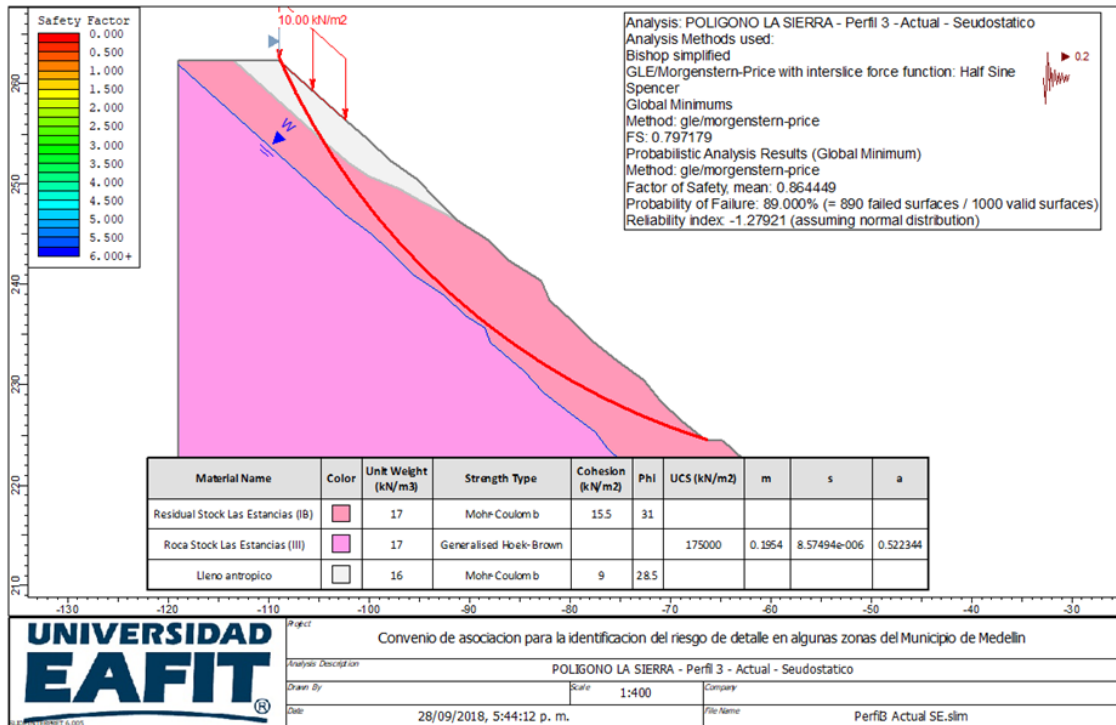 Safety Factor
0.000
0.500
1.000
1.500
2.000
2.500
3.000
3.500
4.000
4.500
5.000
5.500
6.000+
10.00 kN/m2
W
Analysis: POLIGONO LA SIERRA - Perfil 3 - Actual - Seudostatico
Analysis Methods used:
Bishop simplified
GLE/Morgenstern-Price with interslice force function: Half Sine
Spencer
Global Minimums
Method: gle/morgenstern-price
FS: 0.797179
Probabilistic Analysis Results (Global Minimum)
Method: gle/morgenstern-price
Factor of Safety, mean: 0.864449
Probability of Failure: 89.000% (= 890 failed surfaces / 1000 valid surfaces)
Reliability index: -1.27921 (assuming normal distribution)
0.2
260
250
240
230
220
210
Material Name Color Unit Weight (kN/m3) Strength Type Cohesion (kN/m2) Phi UCS (kN/m2) m s a
Residual Stock Las Estancias (IB) 17 Mohr-Coulomb 15.5 31
Roca Stock Las Estancias (III) 17 Generalised Hoek-Brown 175000 0.1954 8.57494e-006 0.522344
Lleno antropico 16 Mohr-Coulomb 9 28.5
-130 -120 -110 -100 -90 -80 -70 -60 -50 -40 -30
UNIVERSIDAD
EAFIT®
Project
Convenio de asociacion para la identificacion del riesgo de detalle en algunas zonas del Municipio de Medellin
Analysis Description
POLIGONO LA SIERRA - Perfil 3 - Actual - Seudostatico
Drawn By
Scale 1:400
Company
Date
28/09/2018, 5:44:12 p. m.
File Name
Perfil3 Actual SE.slim